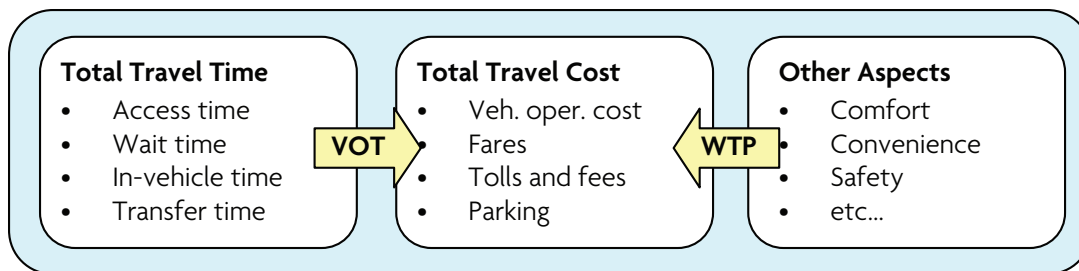 Total Travel Time
• Access time
• Wait time
• In-vehicle time
• Transfer time
VOT
Total Travel Cost
• Veh. oper. cost
• Fares
• Tolls and fees
• Parking
WTP
Other Aspects
• Comfort
• Convenience
• Safety
• etc...